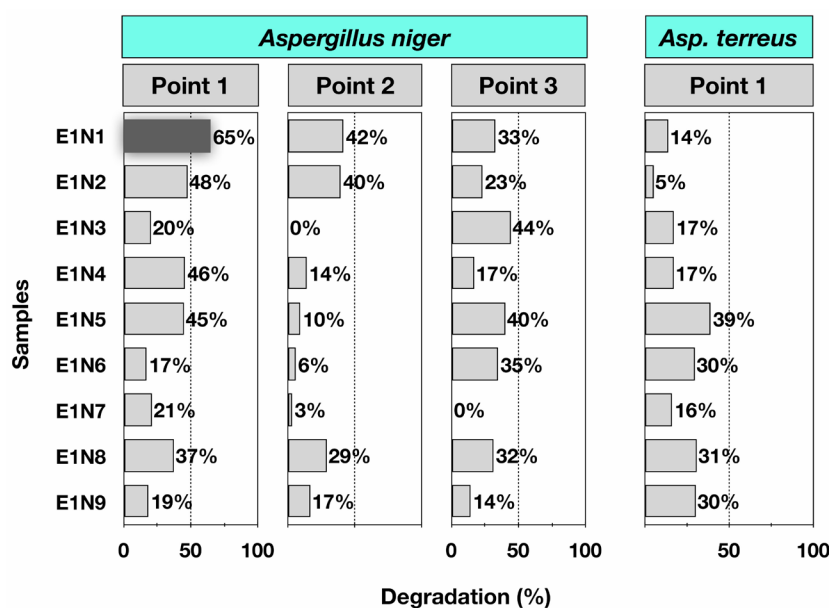 Aspergillus niger Asp. terreus
Point 1 Point 2 Point 3 Point 1
E1N1 65% 42% 33% 14%
E1N2 48% 40% 23% 5%
E1N3 20% 0% 44% 17%
E1N4 46% 14% 17% 17%
E1N5 45% 10% 40% 39%
E1N6 17% 6% 35% 30%
E1N7 21% 3% 0% 16%
E1N8 37% 29% 32% 31%
E1N9 19% 17% 14% 30%
Samples
0 50 100 0 50 100 50 100
Degradation (%)